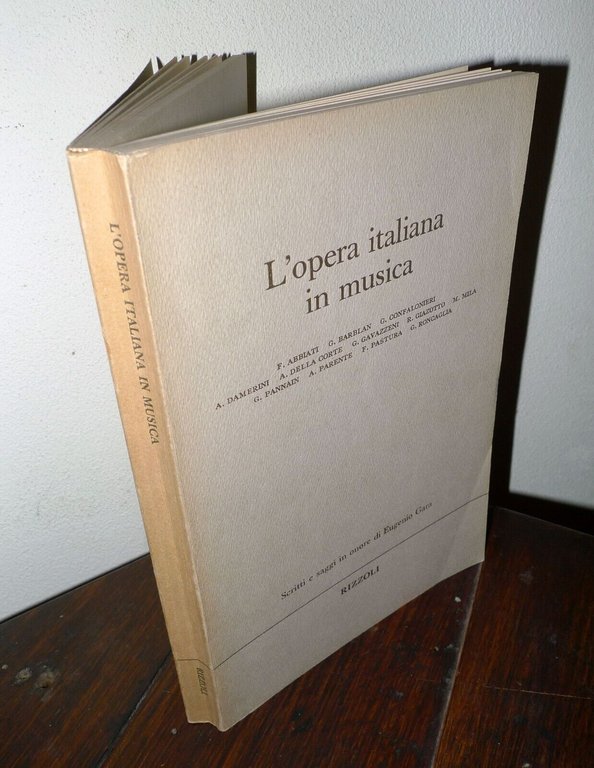 L'OPERA ITALIANA IN MUSICA
RIZZOLI
L'opera italiana
in musica
F. ABBIATI G. BARBLAN G. CONFALONIERI
A. DAMERINI A. DELLA CORTE G. GAVAZZENI R. GIAZOTTO M. MILA
G. PANNAIN A. PARENTE F. PASTURA G. RONCAGLIA
Scritti e saggi in onore di Eugenio Gara
RIZZOLI